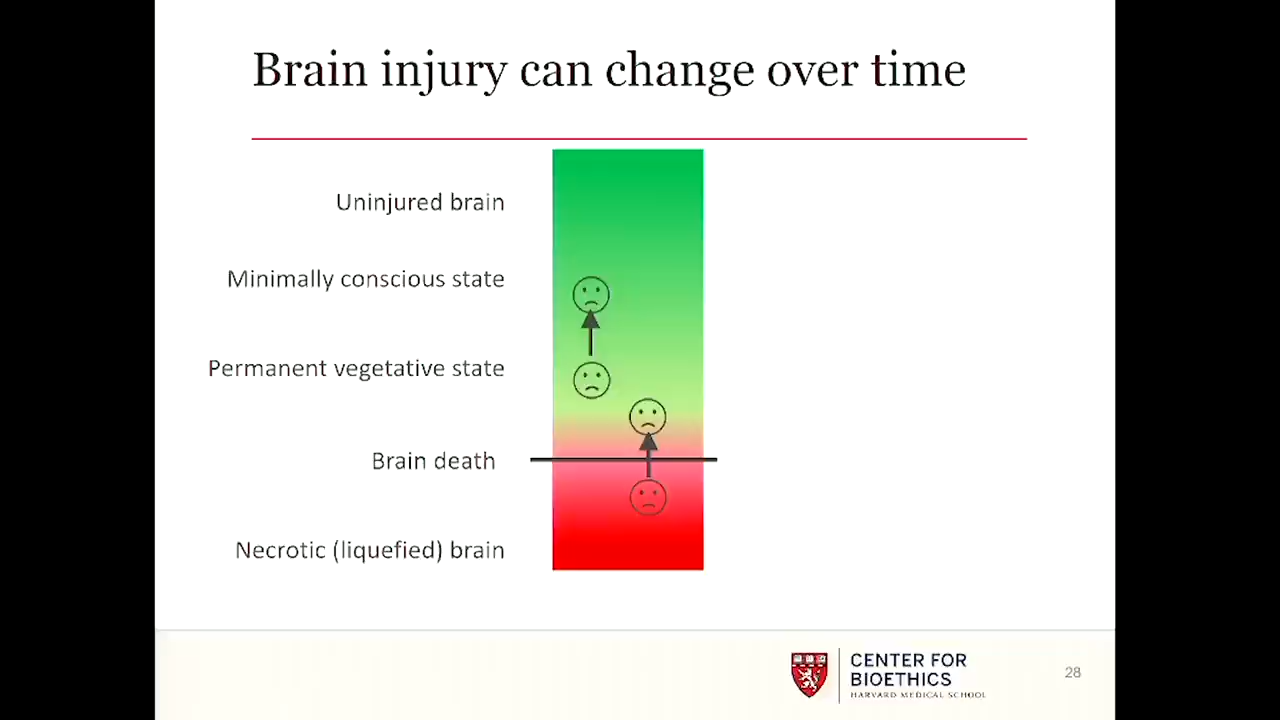 Brain injury can change over time
Uninjured brain
Minimally conscious state
Permanent vegetative state
Brain death
Necrotic (liquefied) brain
CENTER FOR
BIOETHICS
HARVARD MEDICAL SCHOOL
28